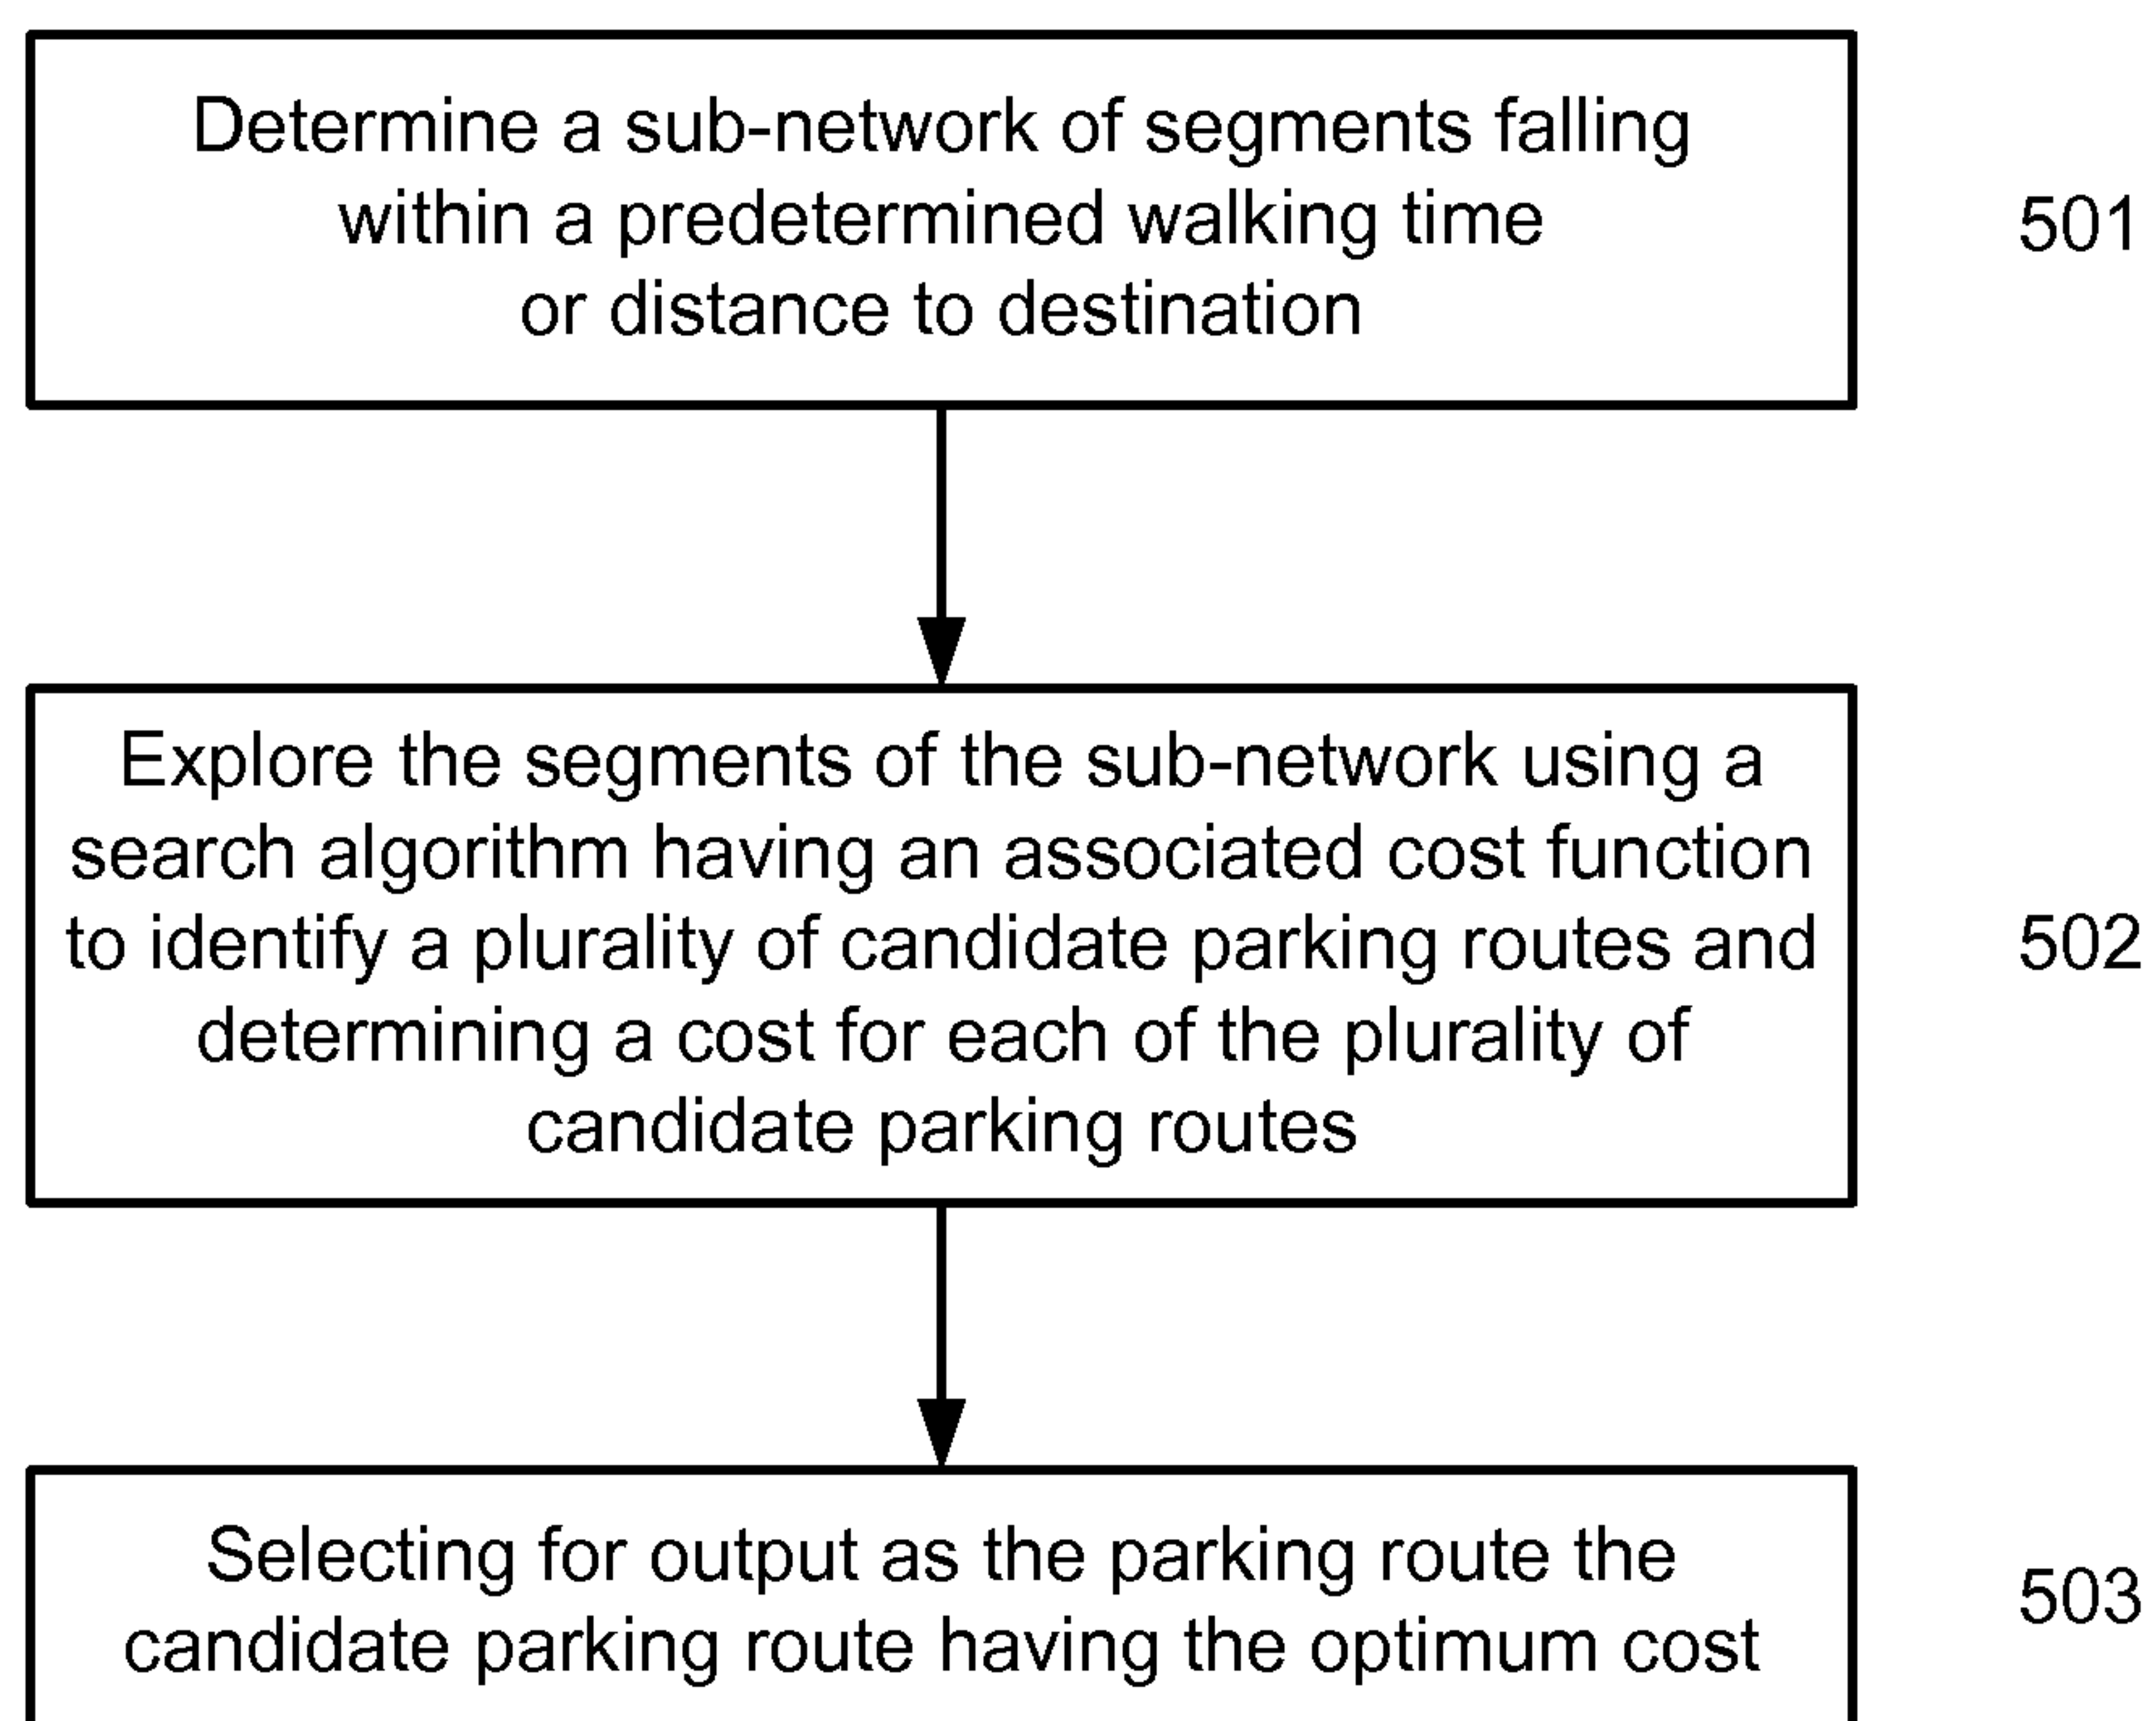 Determine a sub-network of segments falling
within a predetermined walking time
or distance to destination
501
Explore the segments of the sub-network using a
search algorithm having an associated cost function
to identify a plurality of candidate parking routes and
determining a cost for each of the plurality of
candidate parking routes
502
Selecting for output as the parking route the
candidate parking route having the optimum cost
503